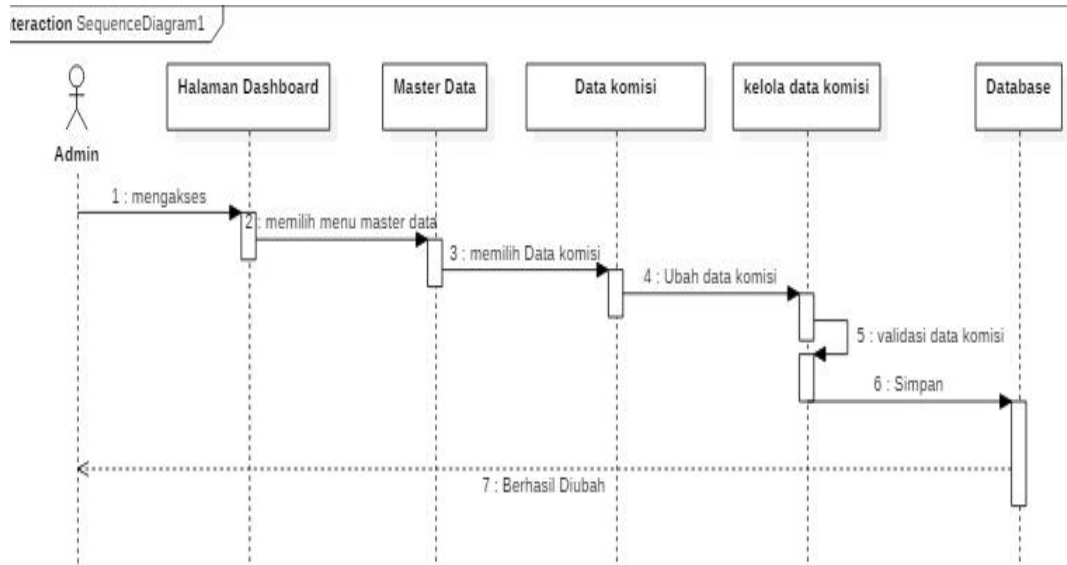 teraction SequenceDiagram1
Halaman Dashboard
Master Data
Data komisi
kelola data komisi
Database
Admin
1 : mengakses
2 : memilih menu master data
3 : memilih Data komisi
4 : Ubah data komisi
5 : validasi data komisi
6 : Simpan
7 : Berhasil Diubah